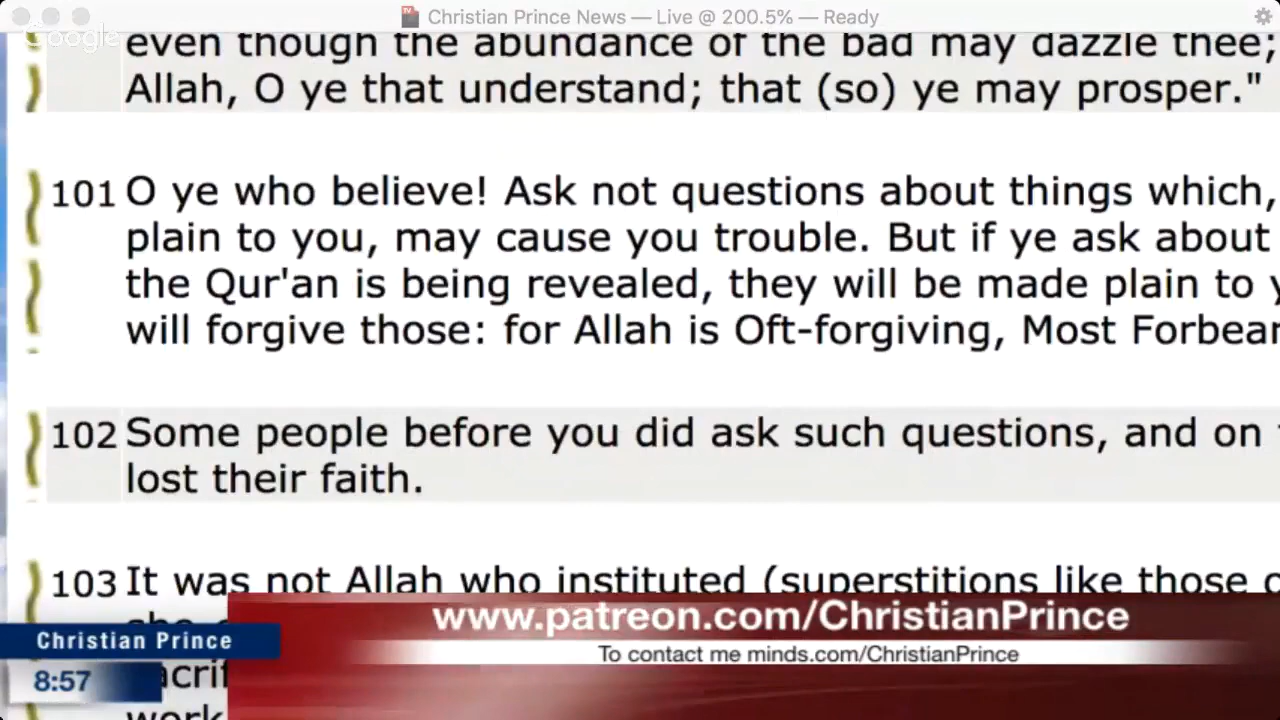 Christian Prince News — Live @ 200.5% — Ready
Google
even though the abundance of the bad may dazzle thee;
Allah, O ye that understand; that (so) ye may prosper."
101 O ye who believe! Ask not questions about things which,
plain to you, may cause you trouble. But if ye ask about
the Qur'an is being revealed, they will be made plain to y
will forgive those: for Allah is Oft-forgiving, Most Forbear
102 Some people before you did ask such questions, and on
lost their faith.
103 It was not Allah who instituted (superstitions like those o
she
sacrif
work
www.patreon.com/ChristianPrince
To contact me minds.com/ChristianPrince
Christian Prince
8:57